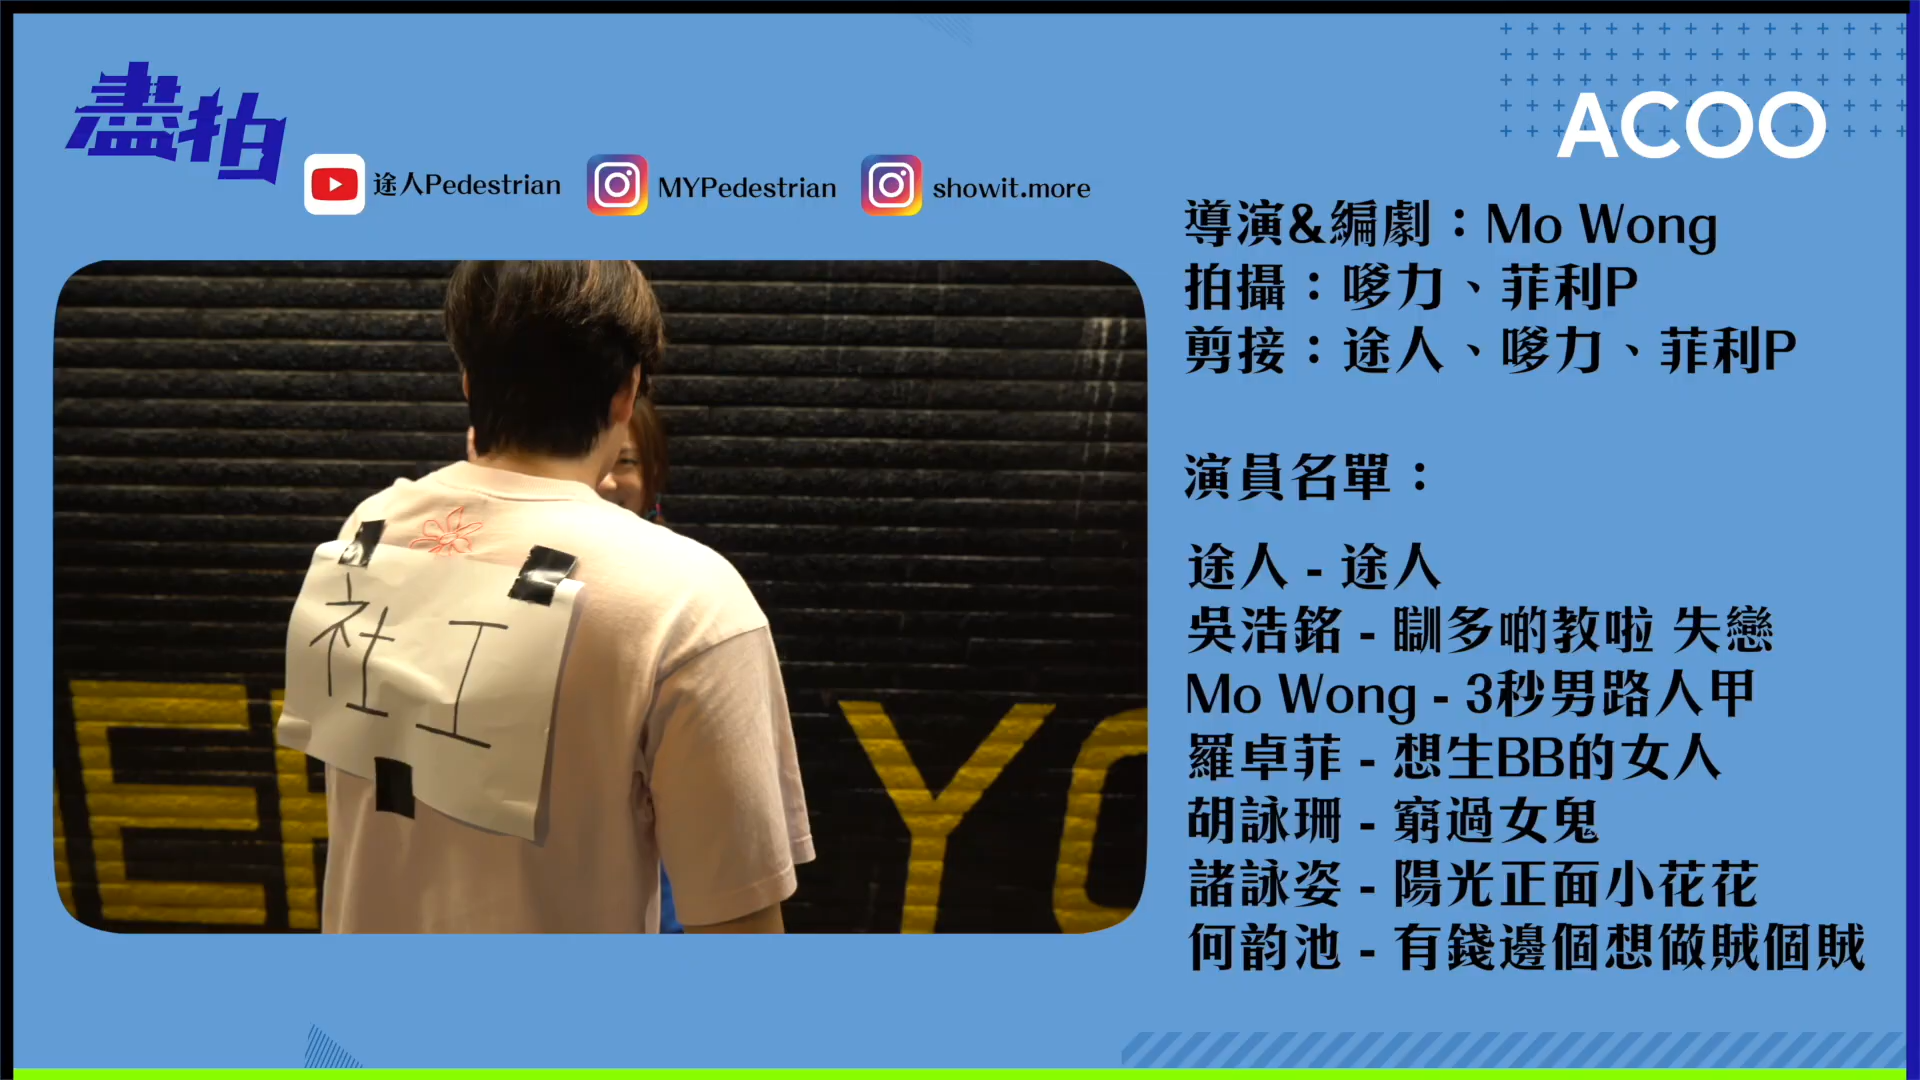 盡拍
ACOO
途人Pedestrian
MYPedestrian
showit.more
導演&編劇：Mo Wong
拍攝：嗲力、菲利P
剪接：途人、嗲力、菲利P
演員名單：
途人 - 途人
吳浩銘 - 瞓多啲教啦 失戀
Mo Wong - 3秒男路人甲
羅卓菲 - 想生BB的女人
胡詠珊 - 窮過女鬼
諸詠姿 - 陽光正面小花花
何韵池 - 有錢邊個想做賊個賊
社工
YO